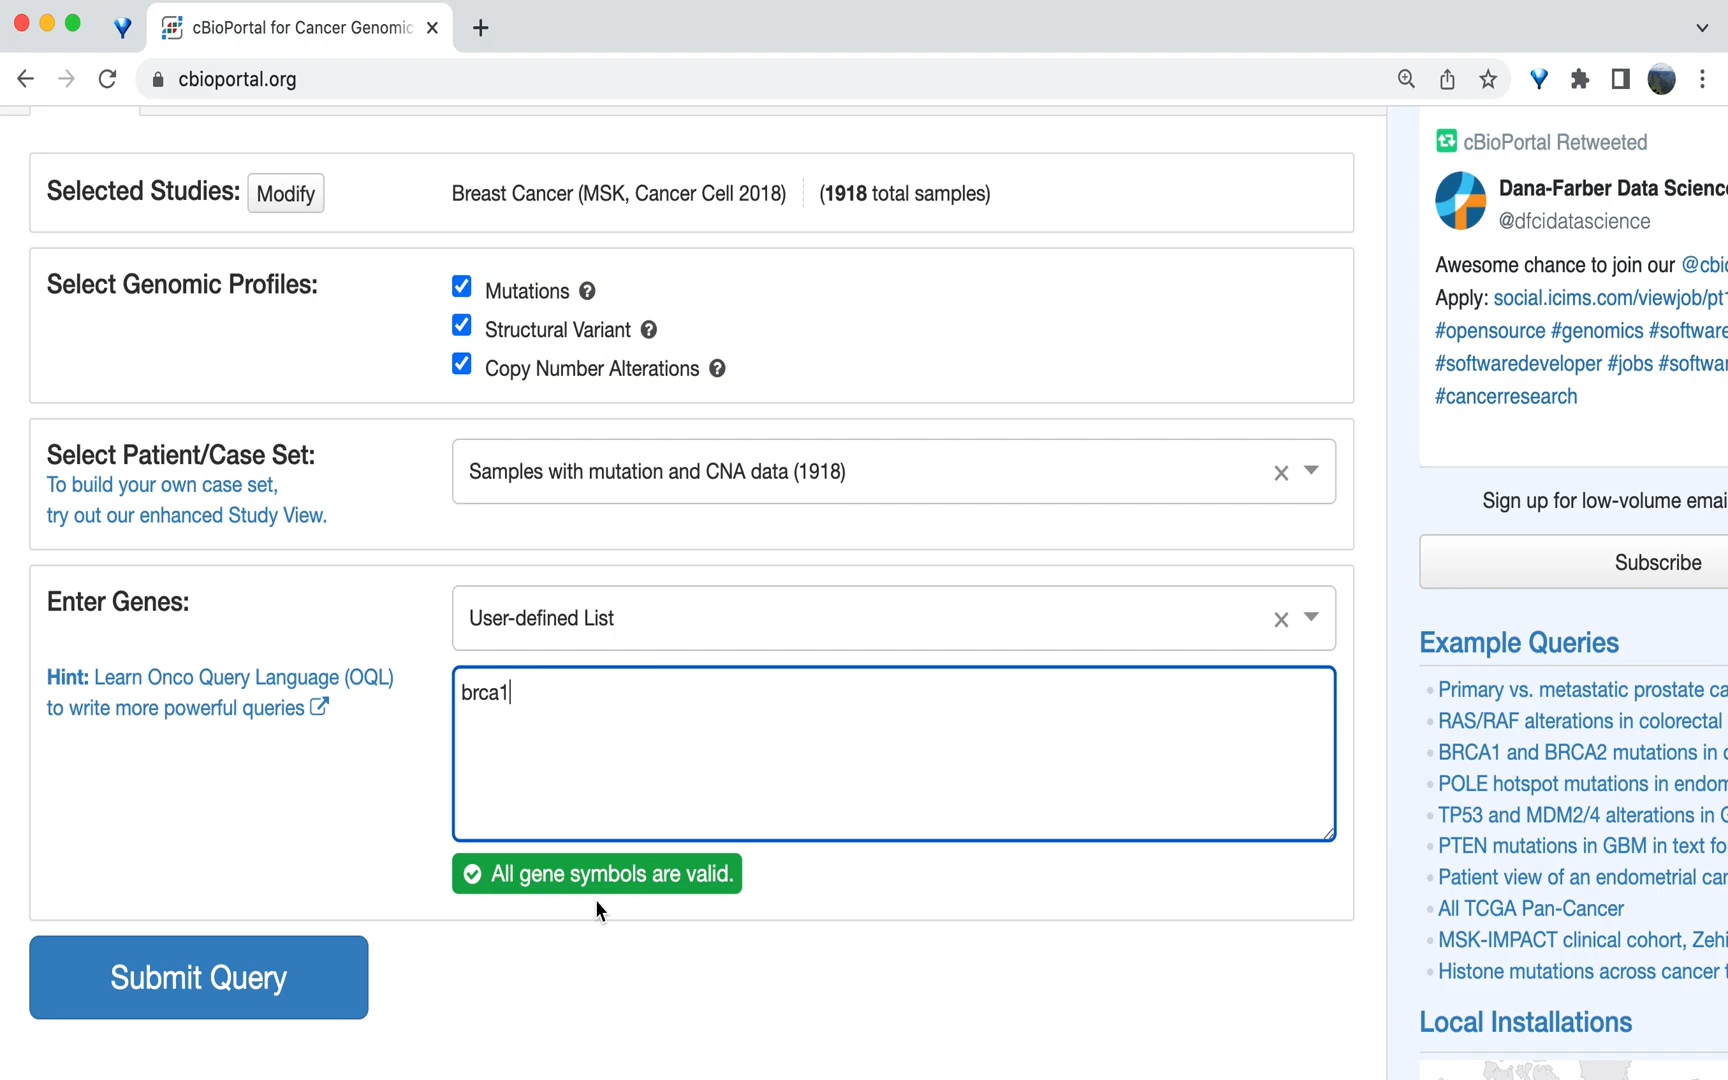 cBioPortal for Cancer Genomic
cbioportal.org
Selected Studies: Modify Breast Cancer (MSK, Cancer Cell 2018) (1918 total samples)
Select Genomic Profiles:
Mutations
Structural Variant
Copy Number Alterations
Select Patient/Case Set:
To build your own case set,
try out our enhanced Study View.
Samples with mutation and CNA data (1918)
Enter Genes:
User-defined List
Hint: Learn Onco Query Language (OQL)
to write more powerful queries
brca1
All gene symbols are valid.
Submit Query
cBioPortal Retweeted
Dana-Farber Data Science
@dfcidatascience
Awesome chance to join our @cbio
Apply: social.icims.com/viewjob/pt1
#opensource #genomics #software
#softwaredeveloper #jobs #softwar
#cancerresearch
Sign up for low-volume emai
Subscribe
Example Queries
Primary vs. metastatic prostate ca
RAS/RAF alterations in colorectal
BRCA1 and BRCA2 mutations in
POLE hotspot mutations in endom
TP53 and MDM2/4 alterations in G
PTEN mutations in GBM in text fo
Patient view of an endometrial can
All TCGA Pan-Cancer
MSK-IMPACT clinical cohort, Zehi
Histone mutations across cancer t
Local Installations